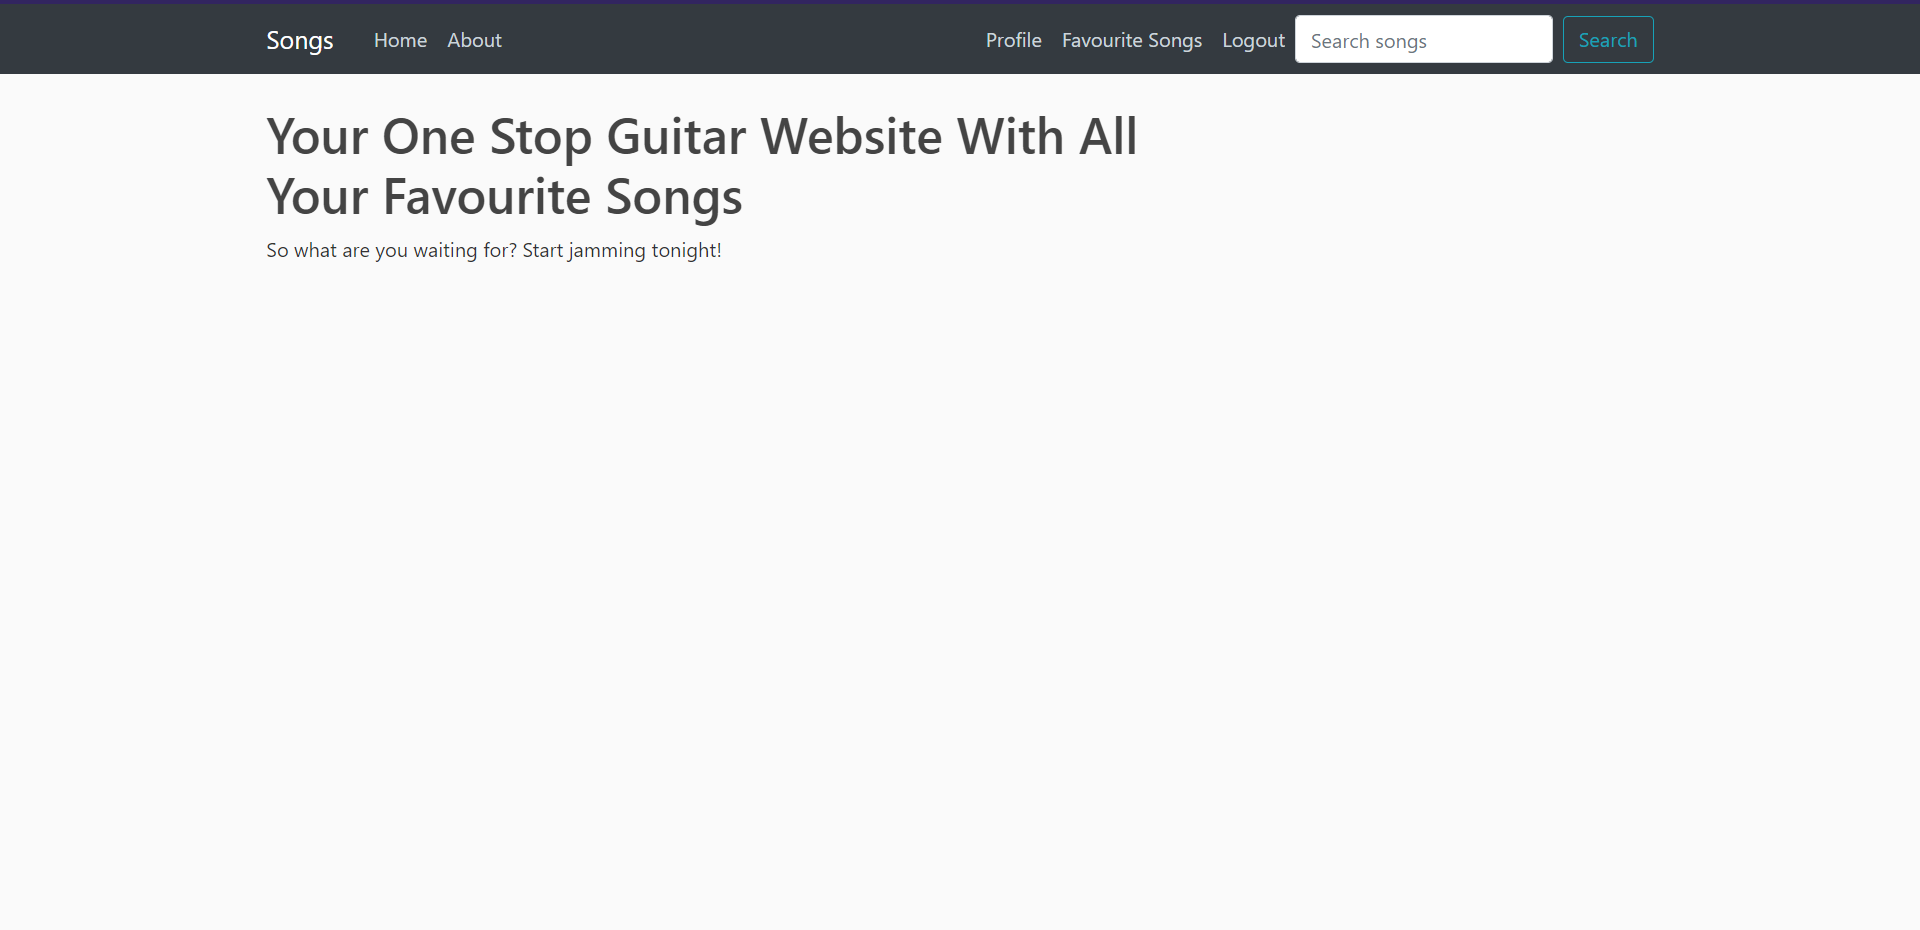 Songs Home About Profile Favourite Songs Logout Search songs Search
Your One Stop Guitar Website With All
Your Favourite Songs
So what are you waiting for? Start jamming tonight!